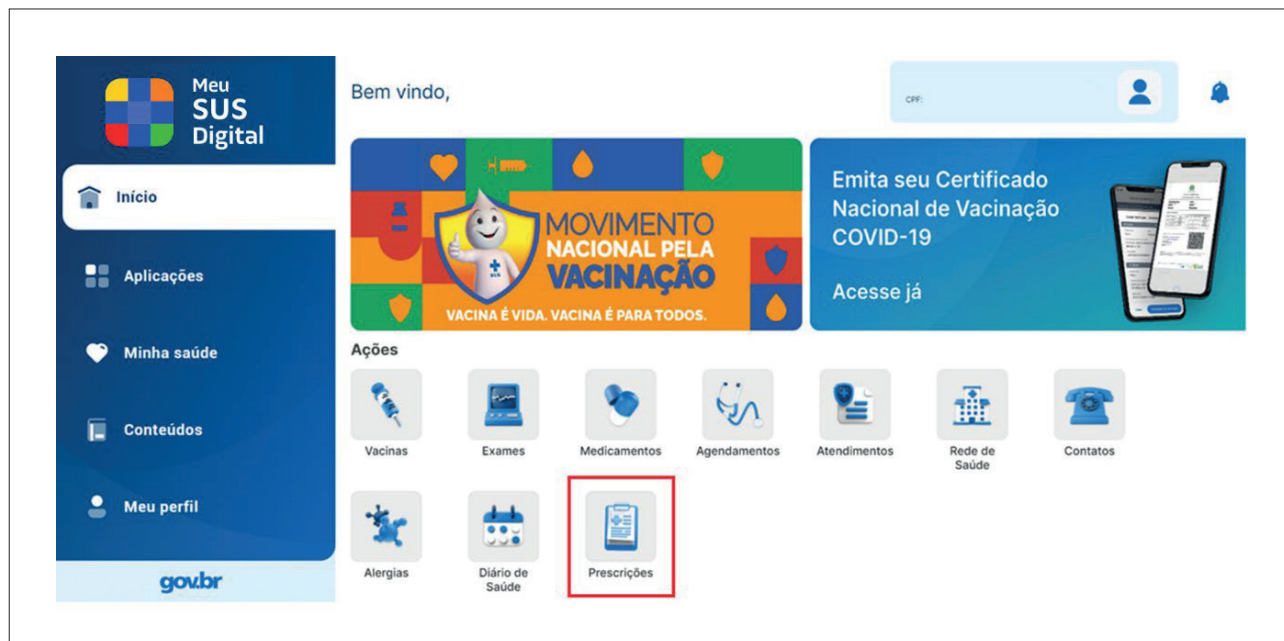 Meu
SUS
Digital
Início
Aplicações
Minha saúde
Conteúdos
Meu perfil
gov.br
Bem vindo,
CPF:
MOVIMENTO
NACIONAL PELA
VACINAÇÃO
VACINA É VIDA. VACINA É PARA TODOS.
Emita seu Certificado
Nacional de Vacinação
COVID-19
Acesse já
Ações
Vacinas
Exames
Medicamentos
Agendamentos
Atendimentos
Rede de
Saúde
Contatos
Alergias
Diário de
Saúde
Prescrições